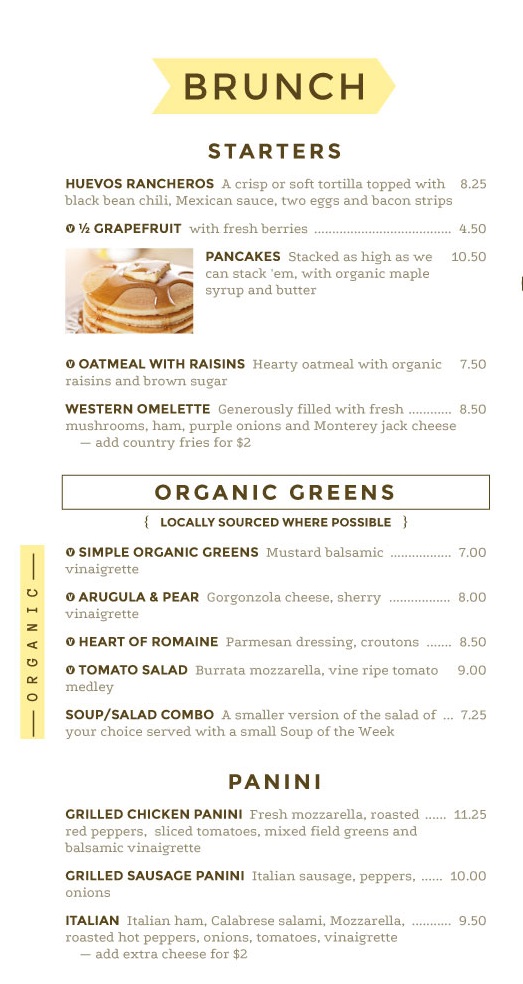 BRUNCH
STARTERS
HUEVOS RANCHEROS A crisp or soft tortilla topped with 8.25
black bean chili, Mexican sauce, two eggs and bacon strips
Ⓥ ½ GRAPEFRUIT with fresh berries .................................... 4.50
PANCAKES Stacked as high as we 10.50
can stack 'em, with organic maple
syrup and butter
Ⓥ OATMEAL WITH RAISINS Hearty oatmeal with organic 7.50
raisins and brown sugar
WESTERN OMELETTE Generously filled with fresh ........... 8.50
mushrooms, ham, purple onions and Monterey jack cheese
— add country fries for $2
ORGANIC GREENS
{ LOCALLY SOURCED WHERE POSSIBLE }
ORGANIC
Ⓥ SIMPLE ORGANIC GREENS Mustard balsamic ................ 7.00
vinaigrette
Ⓥ ARUGULA & PEAR Gorgonzola cheese, sherry ................ 8.00
vinaigrette
Ⓥ HEART OF ROMAINE Parmesan dressing, croutons ....... 8.50
Ⓥ TOMATO SALAD Burrata mozzarella, vine ripe tomato 9.00
medley
SOUP/SALAD COMBO A smaller version of the salad of ... 7.25
your choice served with a small Soup of the Week
PANINI
GRILLED CHICKEN PANINI Fresh mozzarella, roasted ...... 11.25
red peppers, sliced tomatoes, mixed field greens and
balsamic vinaigrette
GRILLED SAUSAGE PANINI Italian sausage, peppers, ...... 10.00
onions
ITALIAN Italian ham, Calabrese salami, Mozzarella, .......... 9.50
roasted hot peppers, onions, tomatoes, vinaigrette
— add extra cheese for $2